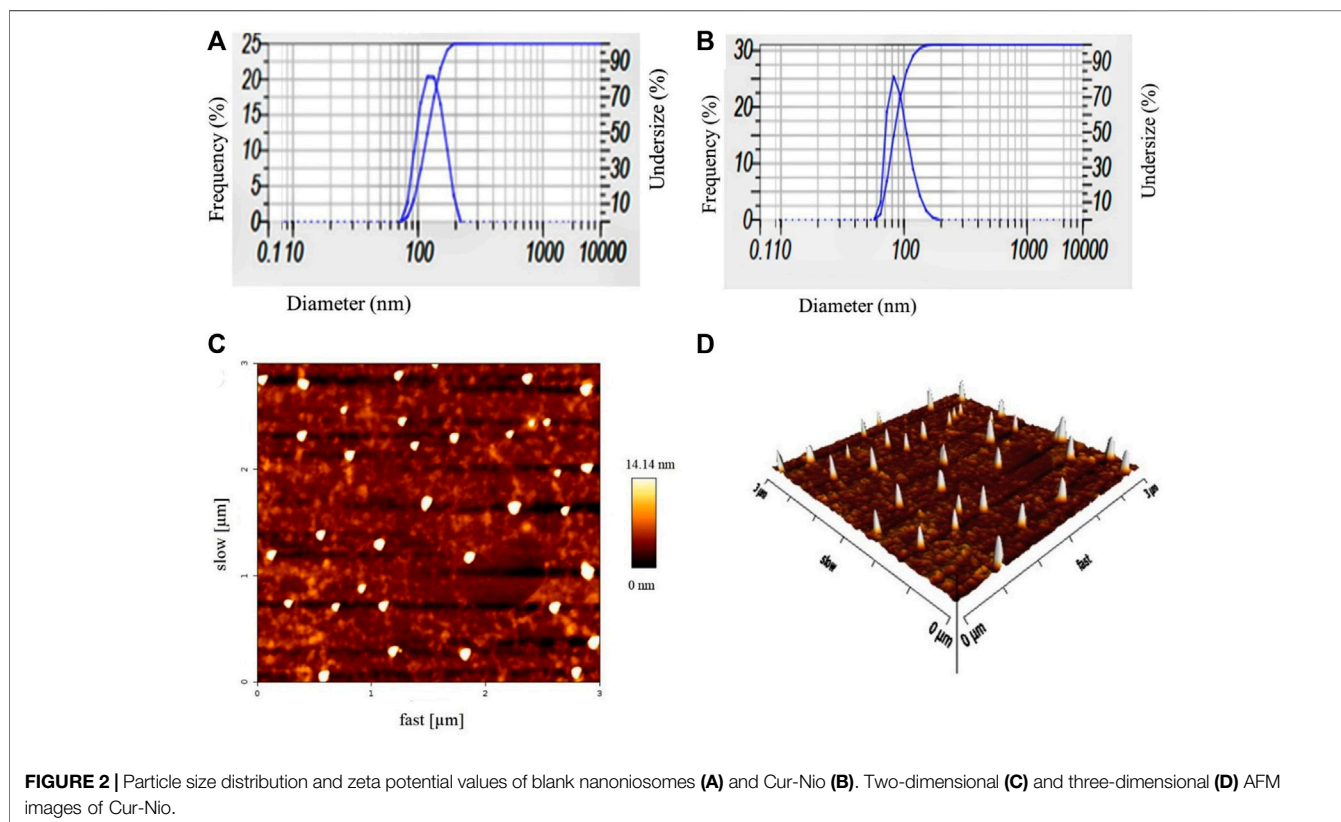 A
25
20
15
10
5
0
Frequency (%)
90
70
50
30
10
Undersize (%)
0.110
100
1000
10000
Diameter (nm)
B
30
20
10
0
Frequency (%)
90
70
50
30
10
Undersize (%)
0.110
100
1000
10000
Diameter (nm)
C
3
2
1
0
slow [µm]
0
1
2
3
fast [µm]
14.14 nm
0 nm
D
3 µm
slow
0 µm
0 µm
fast
3 µm
FIGURE 2 | Particle size distribution and zeta potential values of blank nanoniosomes (A) and Cur-Nio (B). Two-dimensional (C) and three-dimensional (D) AFM
images of Cur-Nio.